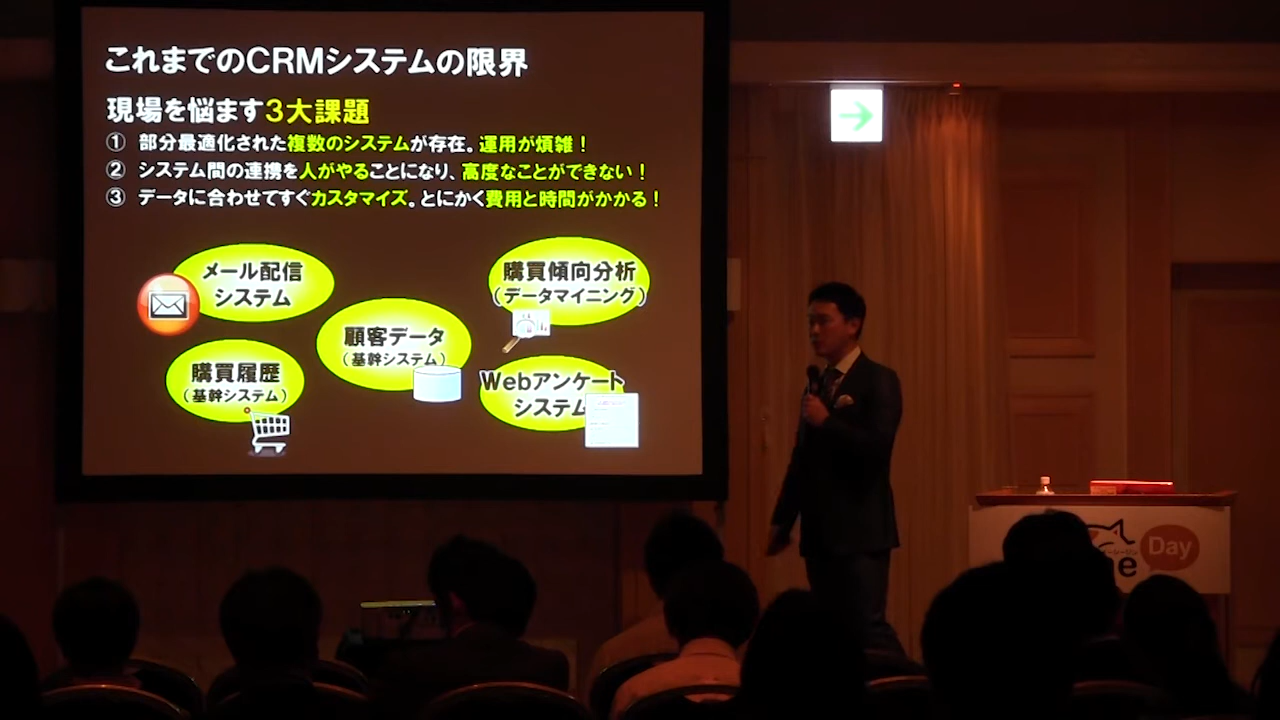 これまでのCRMシステムの限界
現場を悩ます3大課題
① 部分最適化された複数のシステムが存在。運用が煩雑！
② システム間の連携を人がやることになり、高度なことができない！
③ データに合わせてすぐカスタマイズ。とにかく費用と時間がかかる！
メール配信
システム
購買傾向分析
（データマイニング）
顧客データ
（基幹システム）
購買履歴
（基幹システム）
Webアンケート
システム
Day